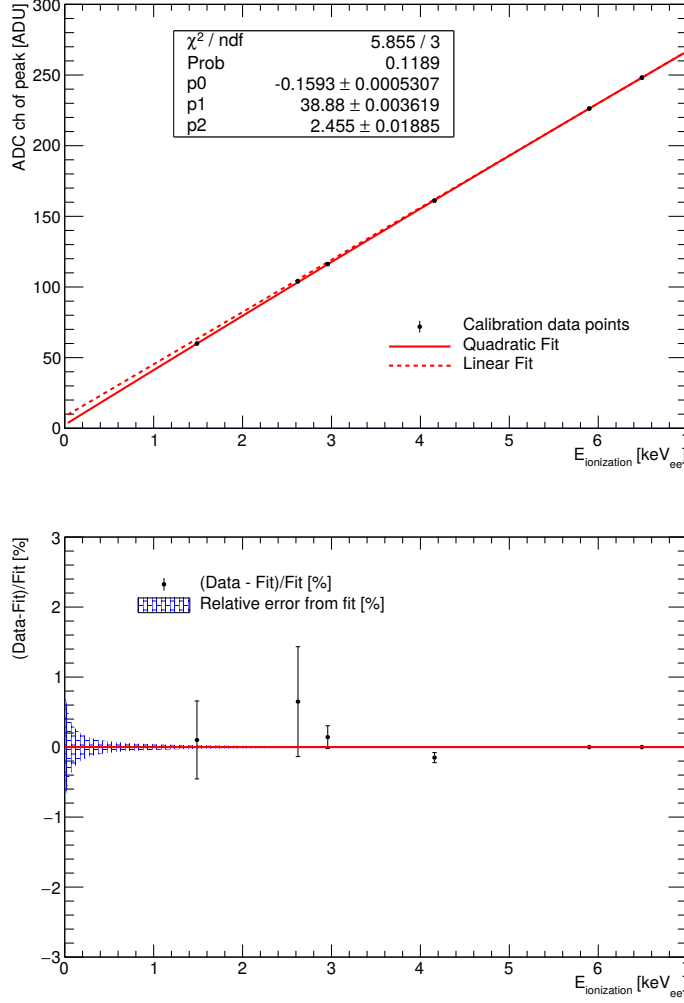 ADC ch of peak [ADU]
300
250
200
150
100
50
0
χ² / ndf 5.855 / 3
Prob 0.1189
p0 -0.1593 ± 0.0005307
p1 38.88 ± 0.003619
p2 2.455 ± 0.01885
Calibration data points
Quadratic Fit
Linear Fit
0 1 2 3 4 5 6
E_ionization [keV_ee]
(Data-Fit)/Fit [%]
3
2
1
0
−1
−2
−3
(Data - Fit)/Fit [%]
Relative error from fit [%]
0 1 2 3 4 5 6
E_ionization [keV_ee]